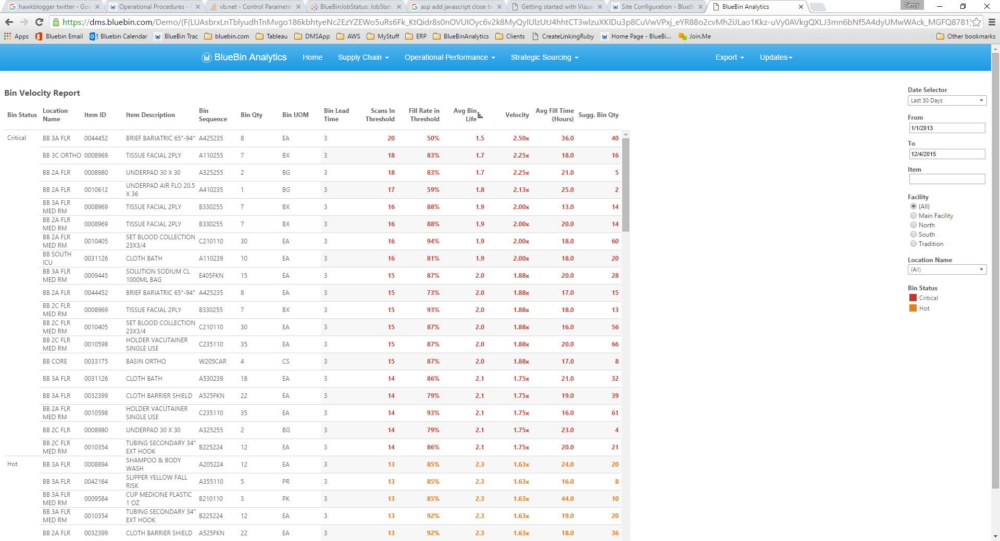 hawkblogger twitter - Goo
Operational Procedures -
vb.net - Control Parameter
BlueBinJobStatus: JobStatu
asp add javascript close br
Getting started with Visual
Site Configuration - BlueB
BlueBin Analytics
Gerry
Apps
Bluebin Email
Bluebin Calendar
BlueBin Trac
bluebin.com
Tableau
DMSApp
AWS
MyStuff
ERP
BlueBinAnalytics
Clients
CreateLinkingRuby
Home Page - BlueBi...
Join.Me
Other bookmarks
BlueBin Analytics
Home
Supply Chain
Operational Performance
Strategic Sourcing
Export
Updates
Bin Velocity Report
Bin Status Location Name Item ID Item Description Bin Sequence Bin Qty Bin UOM Bin Lead Time Scans In Threshold Fill Rate in Threshold Avg Bin Life Velocity Avg Fill Time (Hours) Sugg. Bin Qty
Critical BB 3A FLR 0044452 BRIEF BARIATRIC 65"-94" A425235 8 EA 3 20 50% 1.5 2.50x 36.0 40
BB 3C ORTHO 0008969 TISSUE FACIAL 2PLY A110255 7 BX 3 18 83% 1.7 2.25x 18.0 16
BB 2A FLR 0008980 UNDERPAD 30 X 30 A325255 2 BG 3 18 83% 1.7 2.25x 21.0 5
BB 2A FLR 0010612 UNDERPAD AIR FLO 20.5 X 36 A410235 1 BG 3 17 59% 1.8 2.13x 25.0 2
BB 3A FLR MED RM 0008969 TISSUE FACIAL 2PLY B330255 7 BX 3 16 88% 1.9 2.00x 13.0 14
BB 2A FLR MED RM 0008969 TISSUE FACIAL 2PLY B330255 7 BX 3 16 88% 1.9 2.00x 20.0 14
BB 2A FLR MED RM 0010405 SET BLOOD COLLECTION 23X3/4 C210110 30 EA 3 16 94% 1.9 2.00x 18.0 60
BB SOUTH ICU 0031126 CLOTH BATH A110239 10 EA 3 16 81% 1.9 2.00x 18.0 20
BB 3A FLR MED RM 0009445 SOLUTION SODIUM CL 1000ML BAG E405FKN 15 EA 3 15 87% 2.0 1.88x 20.0 28
BB 2A FLR 0044452 BRIEF BARIATRIC 65"-94" A425235 8 EA 3 15 73% 2.0 1.88x 17.0 15
BB 2C FLR MED RM 0008969 TISSUE FACIAL 2PLY B330255 7 BX 3 15 93% 2.0 1.88x 18.0 13
BB 2C FLR MED RM 0010405 SET BLOOD COLLECTION 23X3/4 C210110 30 EA 3 15 87% 2.0 1.88x 16.0 56
BB 2C FLR MED RM 0010598 HOLDER VACUTAINER SINGLE USE C235110 35 EA 3 15 87% 2.0 1.88x 20.0 66
BB CORE 0033175 BASIN ORTHO W205CAR 4 CS 3 15 87% 2.0 1.88x 17.0 8
BB 3A FLR 0031126 CLOTH BATH A530239 18 EA 3 14 86% 2.1 1.75x 21.0 32
BB 3A FLR 0032399 CLOTH BARRIER SHIELD A525FKN 22 EA 3 14 79% 2.1 1.75x 19.0 39
BB 2A FLR MED RM 0010598 HOLDER VACUTAINER SINGLE USE C235110 35 EA 3 14 93% 2.1 1.75x 16.0 61
BB 2C FLR 0008980 UNDERPAD 30 X 30 A325255 2 BG 3 14 79% 2.1 1.75x 23.0 4
BB 2C FLR MED RM 0010354 TUBING SECONDARY 34" EXT HOOK B225224 12 EA 3 14 86% 2.1 1.75x 20.0 21
Hot BB 3A FLR 0008894 SHAMPOO & BODY WASH A205224 12 EA 3 13 85% 2.3 1.63x 24.0 20
BB 3A FLR 0042164 SLIPPER YELLOW FALL RISK A355110 5 PR 3 13 85% 2.3 1.63x 16.0 8
BB 3A FLR MED RM 0009584 CUP MEDICINE PLASTIC 1 OZ B210110 3 PK 3 13 85% 2.3 1.63x 44.0 10
BB 3A FLR MED RM 0010354 TUBING SECONDARY 34" EXT HOOK B225224 12 EA 3 13 92% 2.3 1.63x 19.0 20
BB 2A FLR 0032399 CLOTH BARRIER SHIELD A525FKN 22 EA 3 13 92% 2.3 1.63x 18.0 36
Date Selector
Last 30 Days
From
1/1/2013
To
12/4/2015
Item
Facility
(All)
Main Facility
North
South
Tradition
Location Name
(All)
Bin Status
Critical
Hot